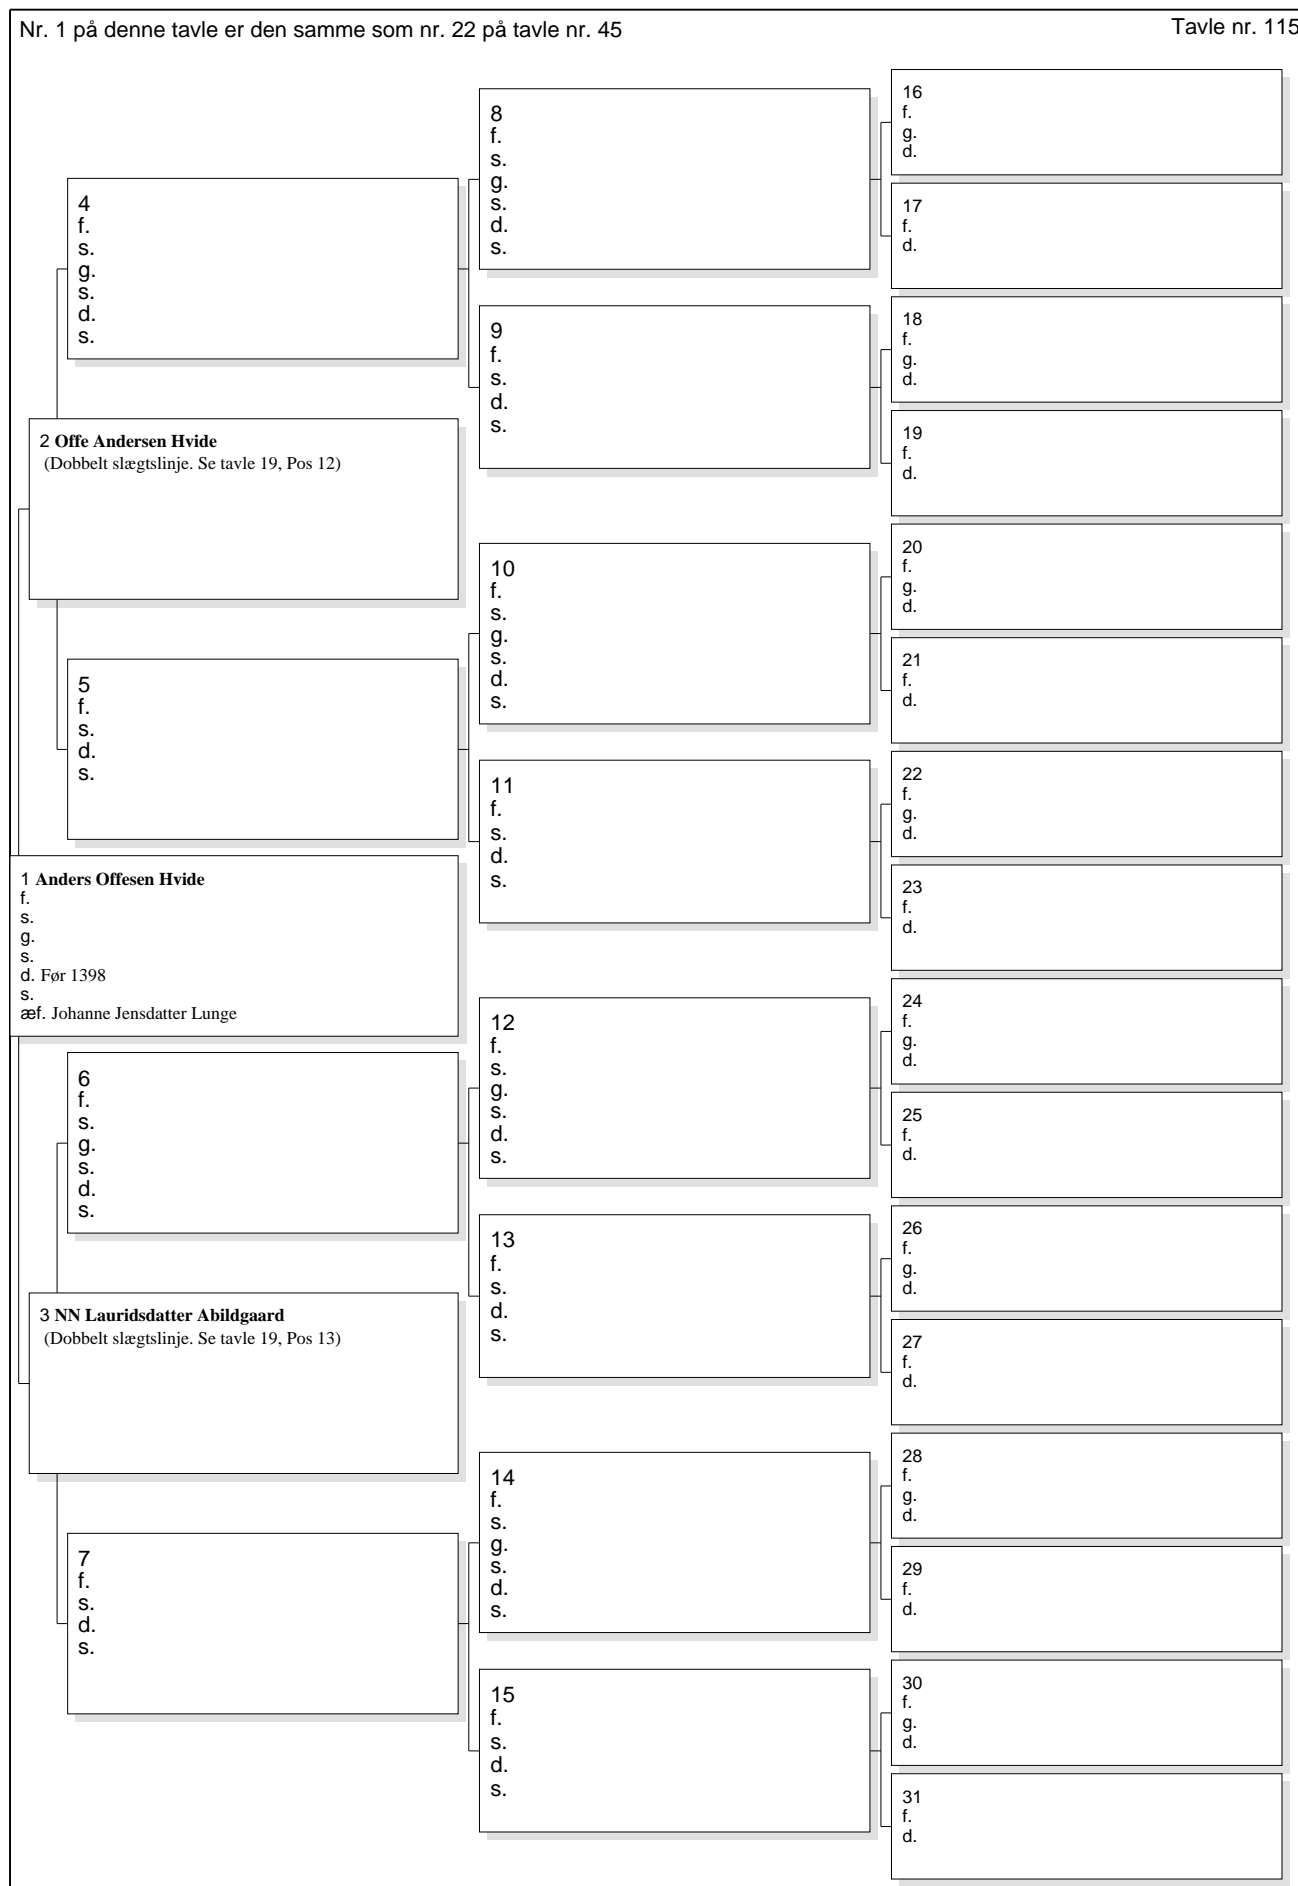 Nr. 1 på denne tavle er den samme som nr. 22 på tavle nr. 45
Tavle nr. 115
16
f.
g.
d.
8
f.
s.
g.
s.
d.
s.
17
f.
d.
4
f.
s.
g.
s.
d.
s.
18
f.
g.
d.
9
f.
s.
d.
s.
19
f.
d.
2 Offe Andersen Hvide
(Dobbelt slægtslinje. Se tavle 19, Pos 12)
20
f.
g.
d.
10
f.
s.
g.
s.
d.
s.
21
f.
d.
5
f.
s.
d.
s.
22
f.
g.
d.
11
f.
s.
d.
s.
23
f.
d.
1 Anders Offesen Hvide
f.
s.
g.
s.
d. Før 1398
s.
æf. Johanne Jensdatter Lunge
24
f.
g.
d.
12
f.
s.
g.
s.
d.
s.
25
f.
d.
6
f.
s.
g.
s.
d.
s.
26
f.
g.
d.
13
f.
s.
d.
s.
27
f.
d.
3 NN Lauridsdatter Abildgaard
(Dobbelt slægtslinje. Se tavle 19, Pos 13)
28
f.
g.
d.
14
f.
s.
g.
s.
d.
s.
29
f.
d.
7
f.
s.
d.
s.
30
f.
g.
d.
15
f.
s.
d.
s.
31
f.
d.